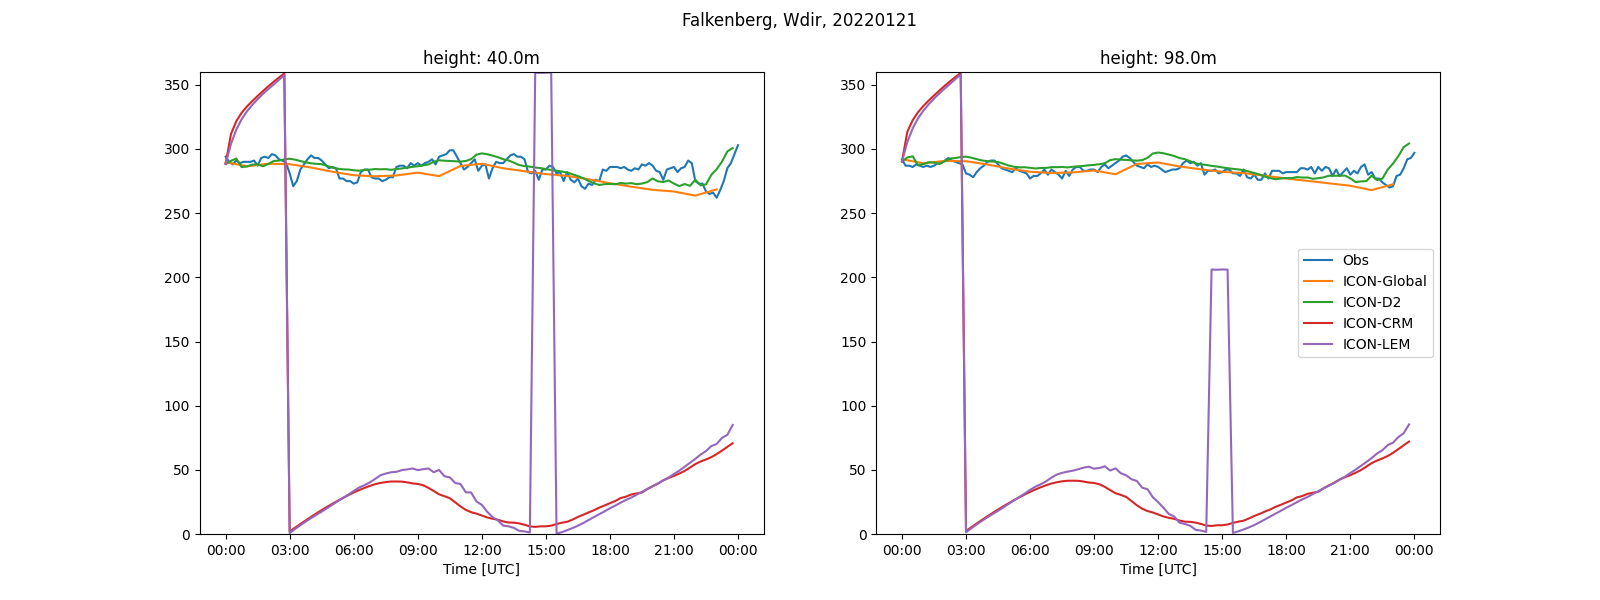 Falkenberg, Wdir, 20220121
height: 40.0m
350
300
250
200
150
100
50
0
00:00 03:00 06:00 09:00 12:00 15:00 18:00 21:00 00:00
Time [UTC]
height: 98.0m
350
300
250
200
150
100
50
0
Obs
ICON-Global
ICON-D2
ICON-CRM
ICON-LEM
00:00 03:00 06:00 09:00 12:00 15:00 18:00 21:00 00:00
Time [UTC]